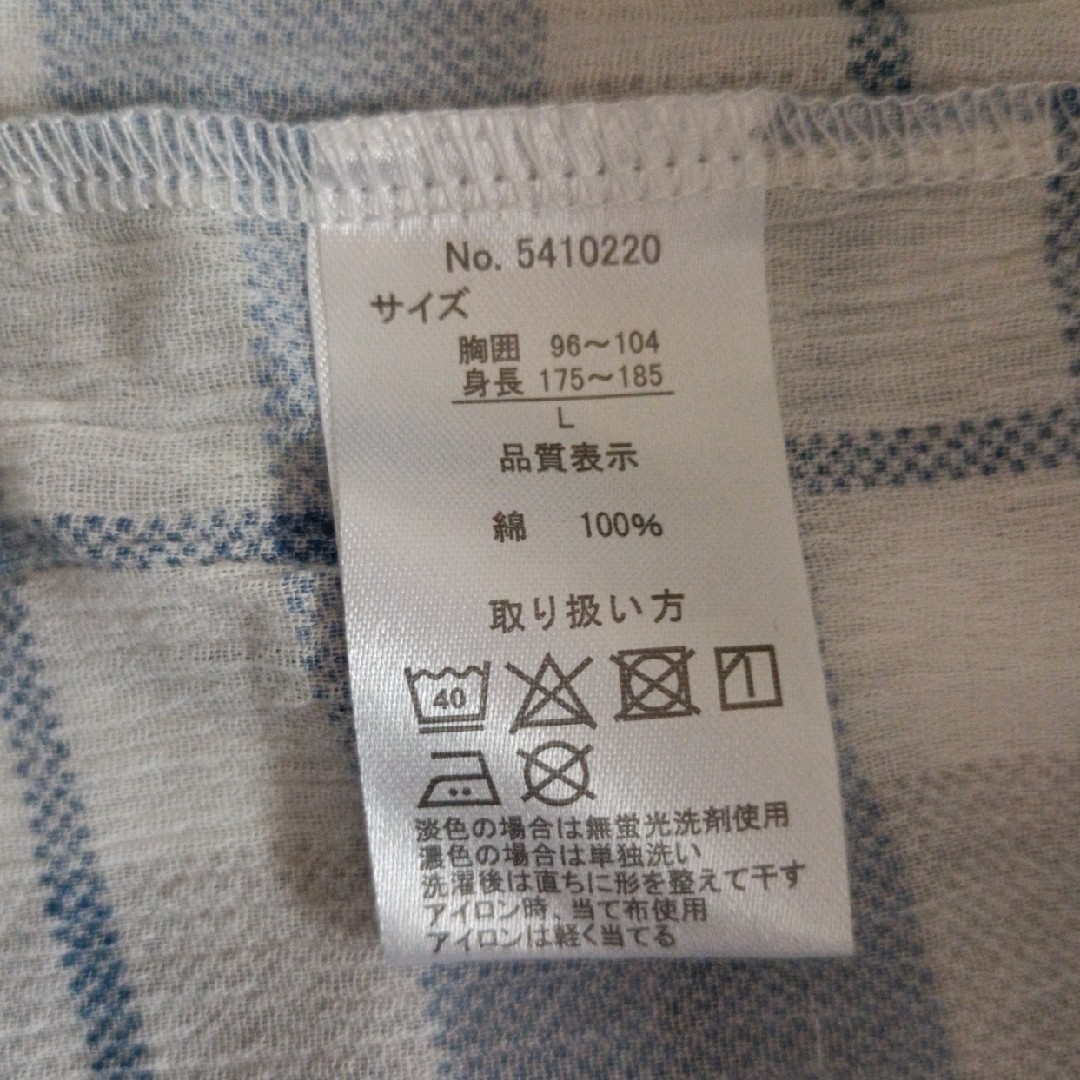 No. 5410220
サイズ
胸囲 96～104
身長 175～185
L
品質表示
綿 100%
取り扱い方
40
淡色の場合は無蛍光洗剤使用
濃色の場合は単独洗い
洗濯後は直ちに形を整えて干す
アイロン時、当て布使用
アイロンは軽く当てる